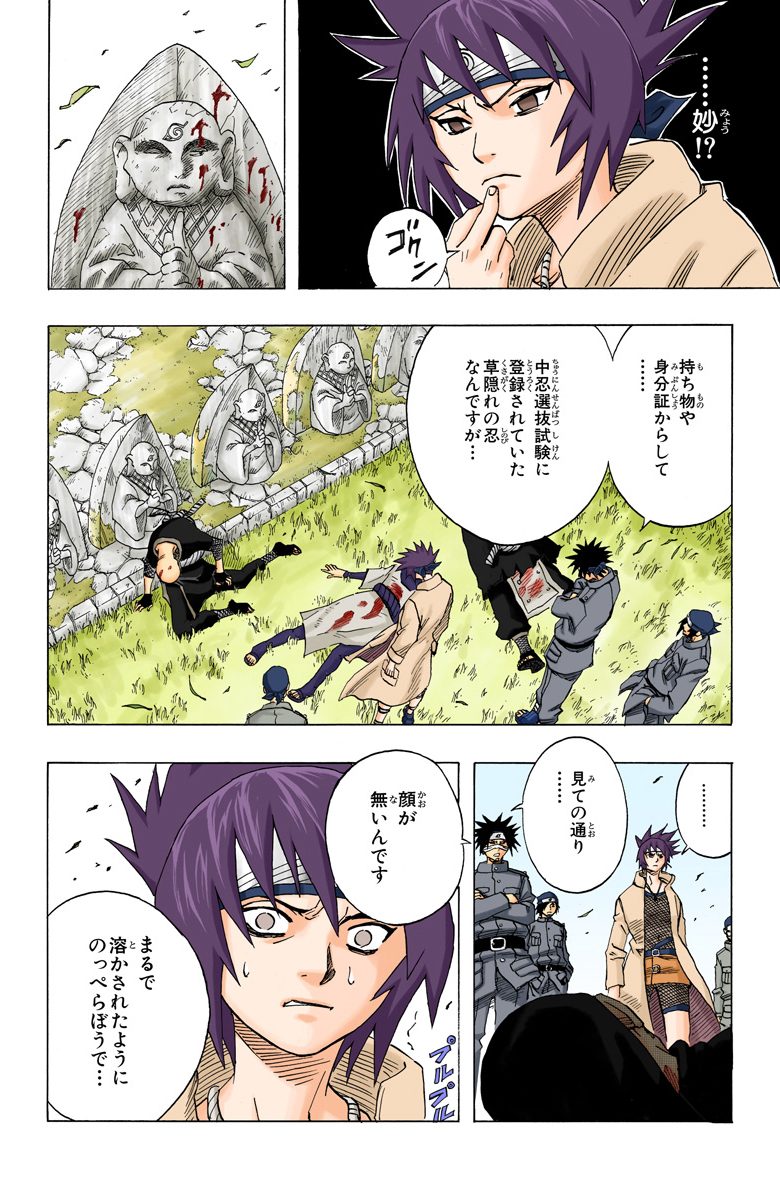 ……妙!?
ゴクン
持ち物や
身分証からして
……
中忍選抜試験に
登録されていた
草隠れの忍
なんですが…
………
見ての通り
……
顔が
無いんです
まるで
溶かされたように
のっぺらぼうで…
プルプル